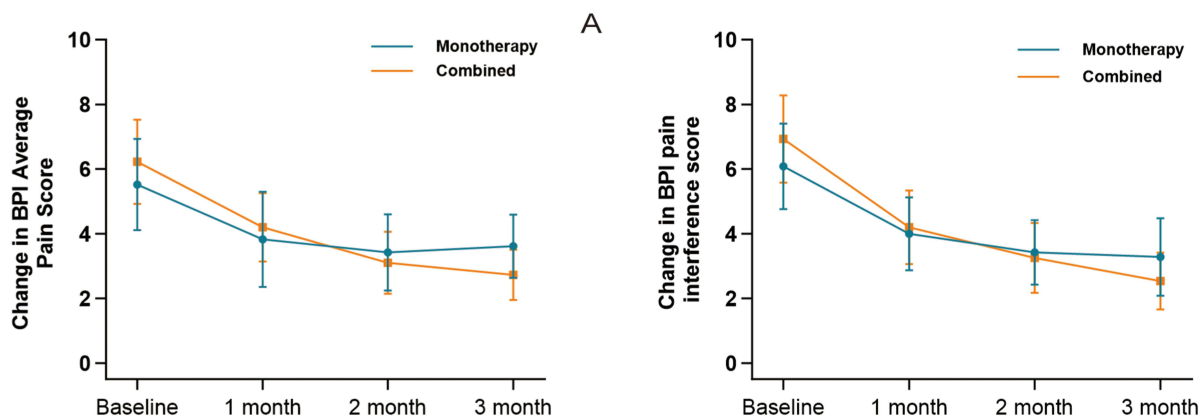 A
10
8
6
4
2
0
Change in BPI Average
Pain Score
Monotherapy
Combined
Baseline
1 month
2 month
3 month
10
8
6
4
2
0
Change in BPI pain
interference score
Monotherapy
Combined
Baseline
1 month
2 month
3 month